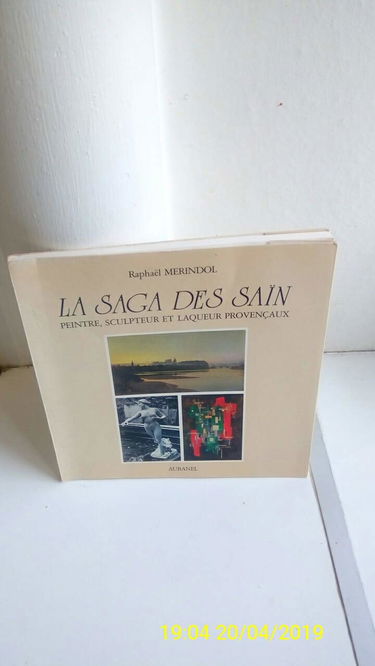 Raphaël MERINDOL
LA SAGA DES SAÏN
PEINTRE, SCULPTEUR ET LAQUEUR PROVENÇAUX
AUBANEL
19:04 20/04/2019